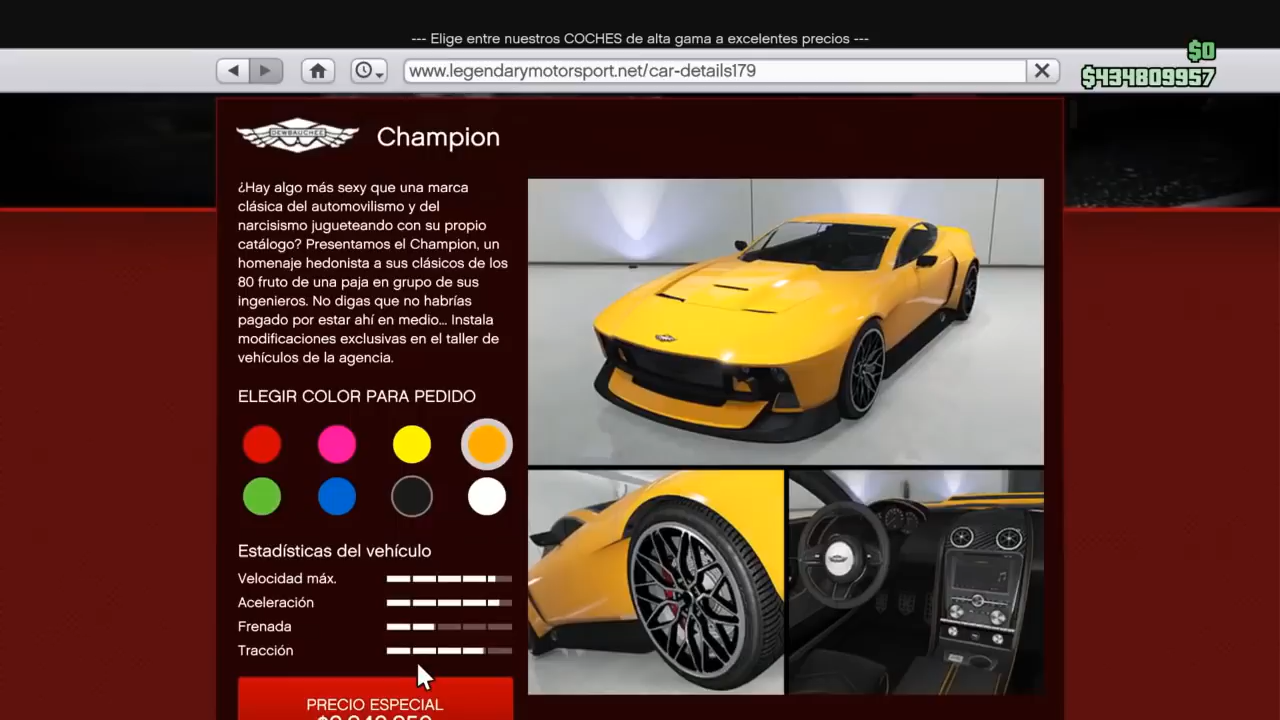 --- Elige entre nuestros COCHES de alta gama a excelentes precios ---
$0
www.legendarymotorsport.net/car-details179
$434809957
DEWBAUCHEE
Champion
¿Hay algo más sexy que una marca
clásica del automovilismo y del
narcisismo jugueteando con su propio
catálogo? Presentamos el Champion, un
homenaje hedonista a sus clásicos de los
80 fruto de una paja en grupo de sus
ingenieros. No digas que no habrías
pagado por estar ahí en medio... Instala
modificaciones exclusivas en el taller de
vehículos de la agencia.
ELEGIR COLOR PARA PEDIDO
Estadísticas del vehículo
Velocidad máx.
Aceleración
Frenada
Tracción
PRECIO ESPECIAL